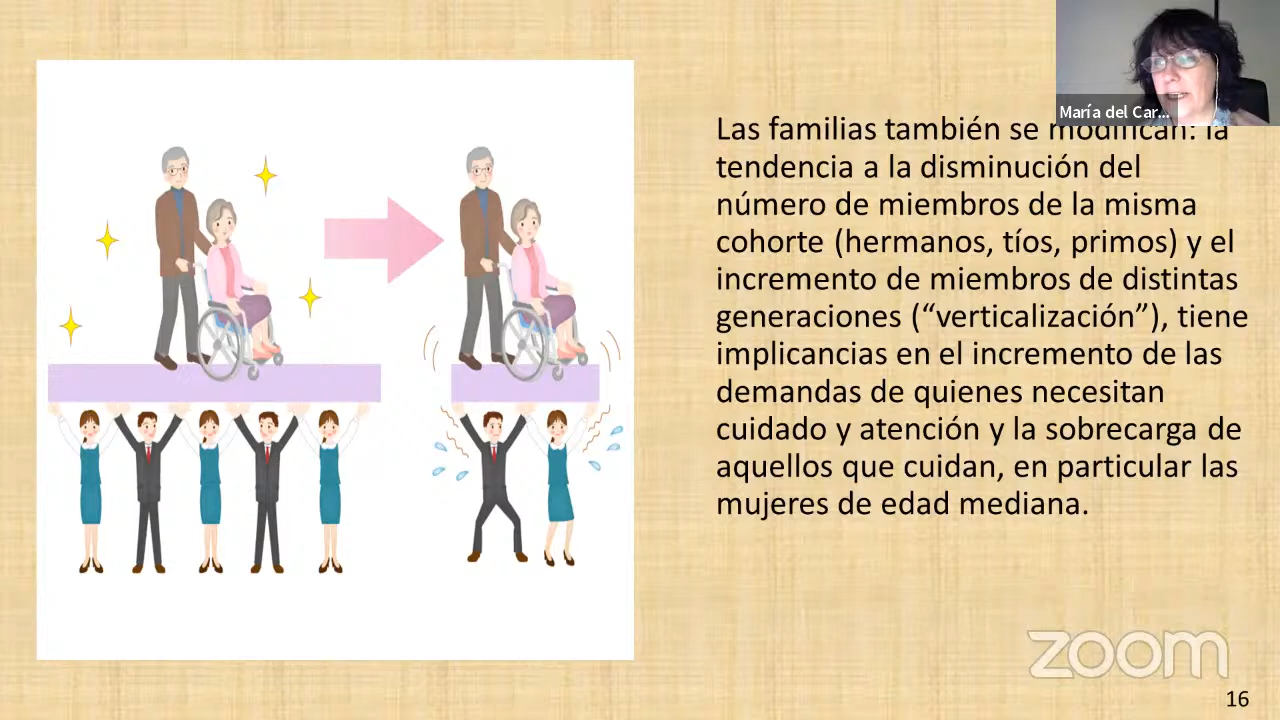 María del Car...
Las familias también se modifican: la
tendencia a la disminución del
número de miembros de la misma
cohorte (hermanos, tíos, primos) y el
incremento de miembros de distintas
generaciones (“verticalización”), tiene
implicancias en el incremento de las
demandas de quienes necesitan
cuidado y atención y la sobrecarga de
aquellos que cuidan, en particular las
mujeres de edad mediana.
zoom
16